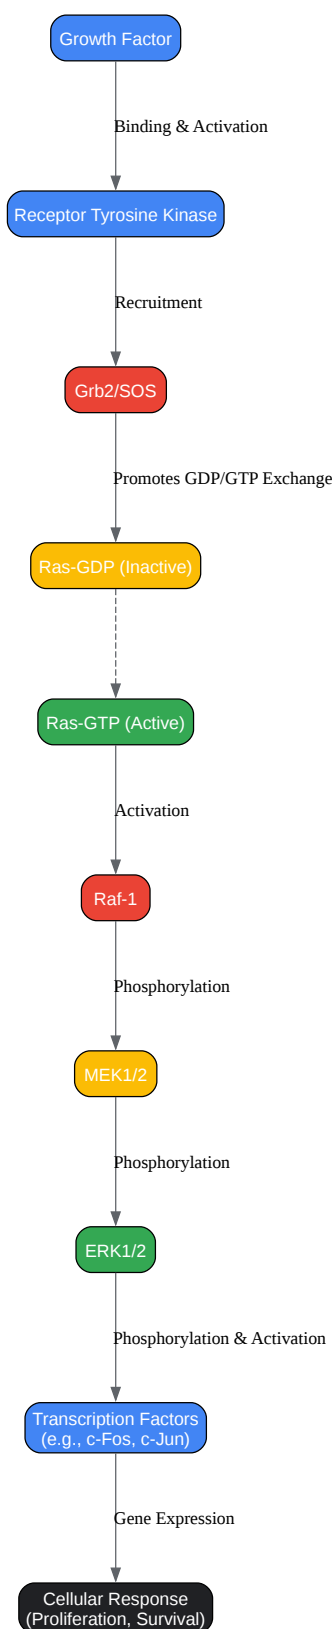 Growth Factor
Binding & Activation
Receptor Tyrosine Kinase
Recruitment
Grb2/SOS
Promotes GDP/GTP Exchange
Ras-GDP (Inactive)
Ras-GTP (Active)
Activation
Raf-1
Phosphorylation
MEK1/2
Phosphorylation
ERK1/2
Phosphorylation & Activation
Transcription Factors
(e.g., c-Fos, c-Jun)
Gene Expression
Cellular Response
(Proliferation, Survival)